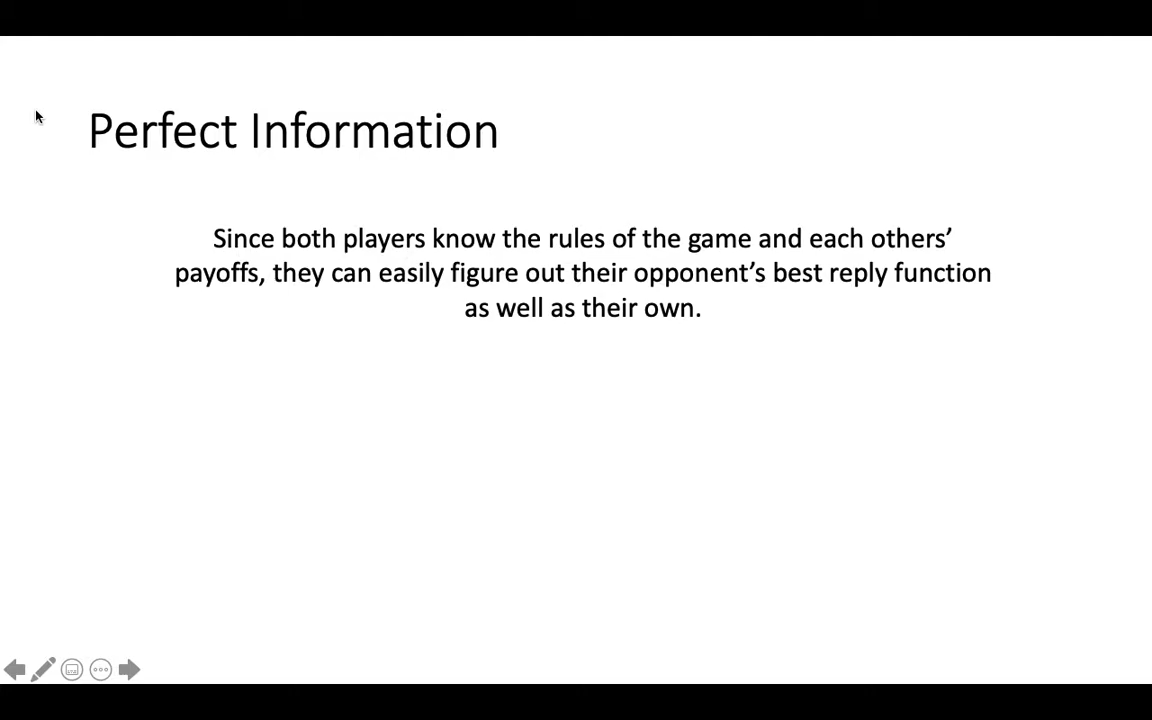 Perfect Information
Since both players know the rules of the game and each others’
payoffs, they can easily figure out their opponent’s best reply function
as well as their own.